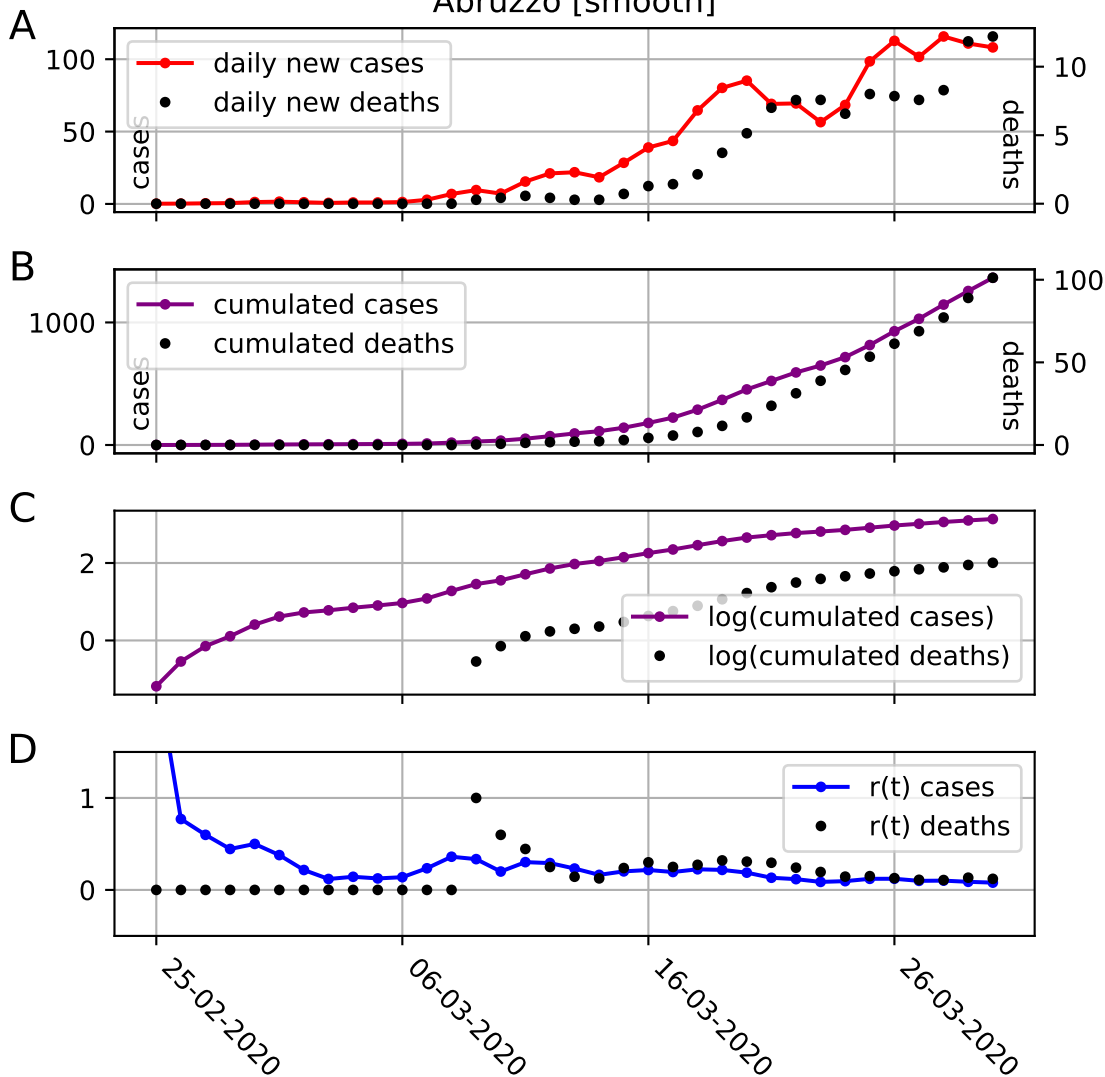 Abruzzo [smooth]
A
100
50
0
daily new cases
daily new deaths
cases
10
5
0
deaths
B
1000
0
cumulated cases
cumulated deaths
cases
100
50
0
deaths
C
2
0
log(cumulated cases)
log(cumulated deaths)
D
1
0
r(t) cases
r(t) deaths
25-02-2020
06-03-2020
16-03-2020
26-03-2020